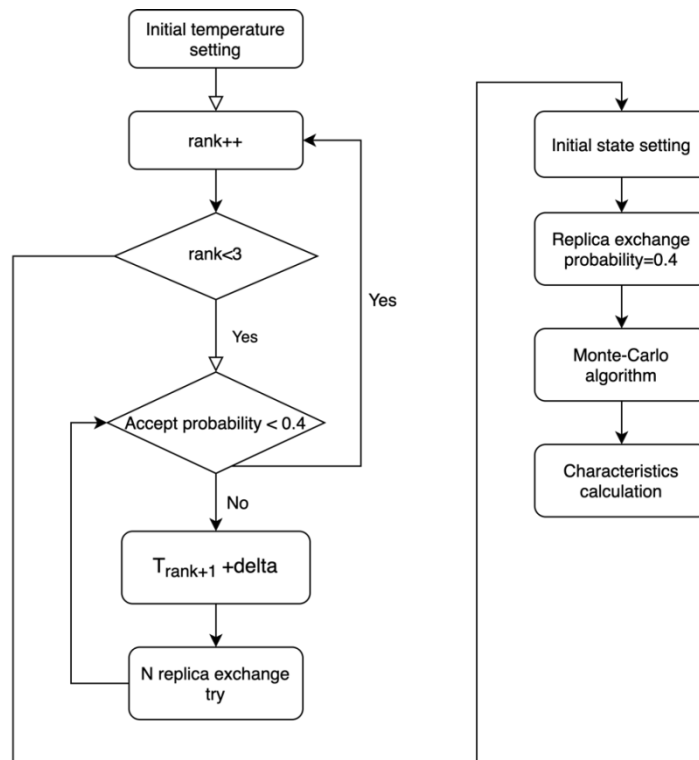 Initial temperature
setting
rank++
rank<3
Yes
Yes
Accept probability < 0.4
No
Trank+1 +delta
N replica exchange
try
Initial state setting
Replica exchange
probability=0.4
Monte-Carlo
algorithm
Characteristics
calculation